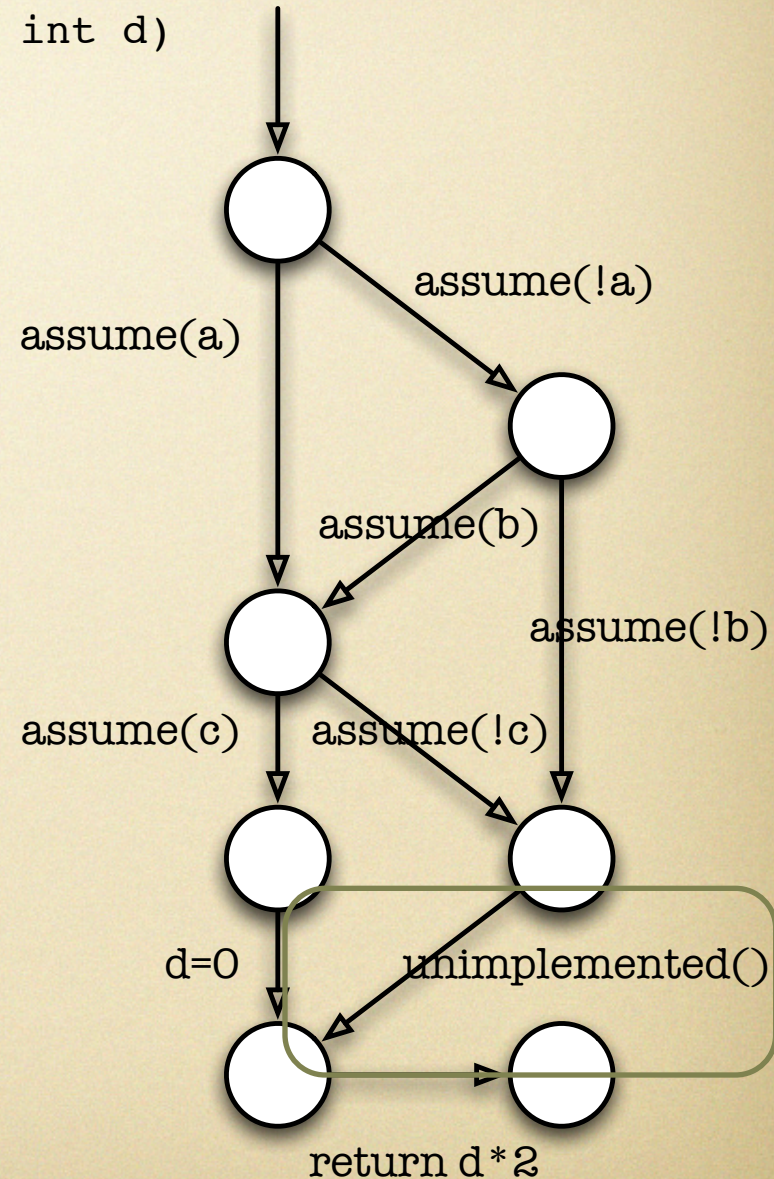 int d)
assume(!a)
assume(a)
assume(b)
assume(!b)
assume(c)
assume(!c)
d=0
unimplemented()
return d*2